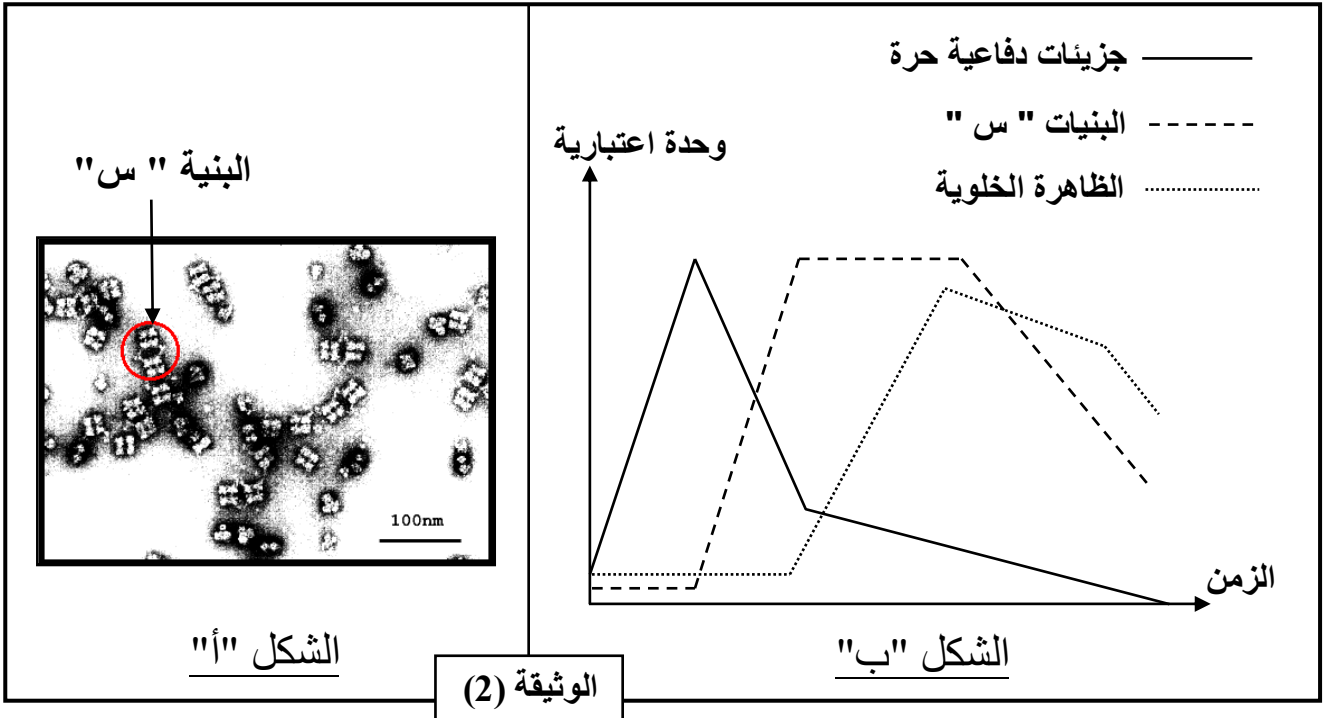 جزيئات دفاعية حرة
البنيات " س "
الظاهرة الخلوية
وحدة اعتبارية
الزمن
الشكل "ب"
البنية " س"
100nm
الشكل "أ"
الوثيقة (2)